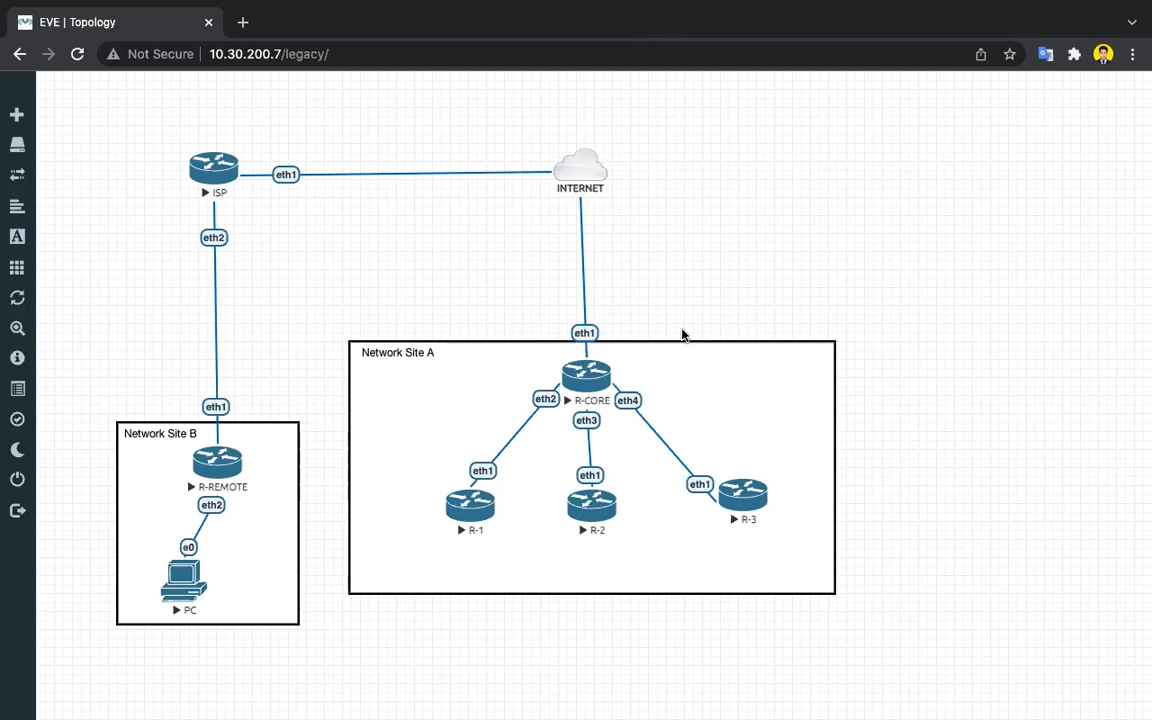 EVE | Topology
Not Secure
10.30.200.7/legacy/
ISP
eth1
INTERNET
eth2
eth1
Network Site A
R-CORE
eth2
eth4
eth3
eth1
Network Site B
R-REMOTE
eth2
e0
PC
eth1
eth1
eth1
R-1
R-2
R-3